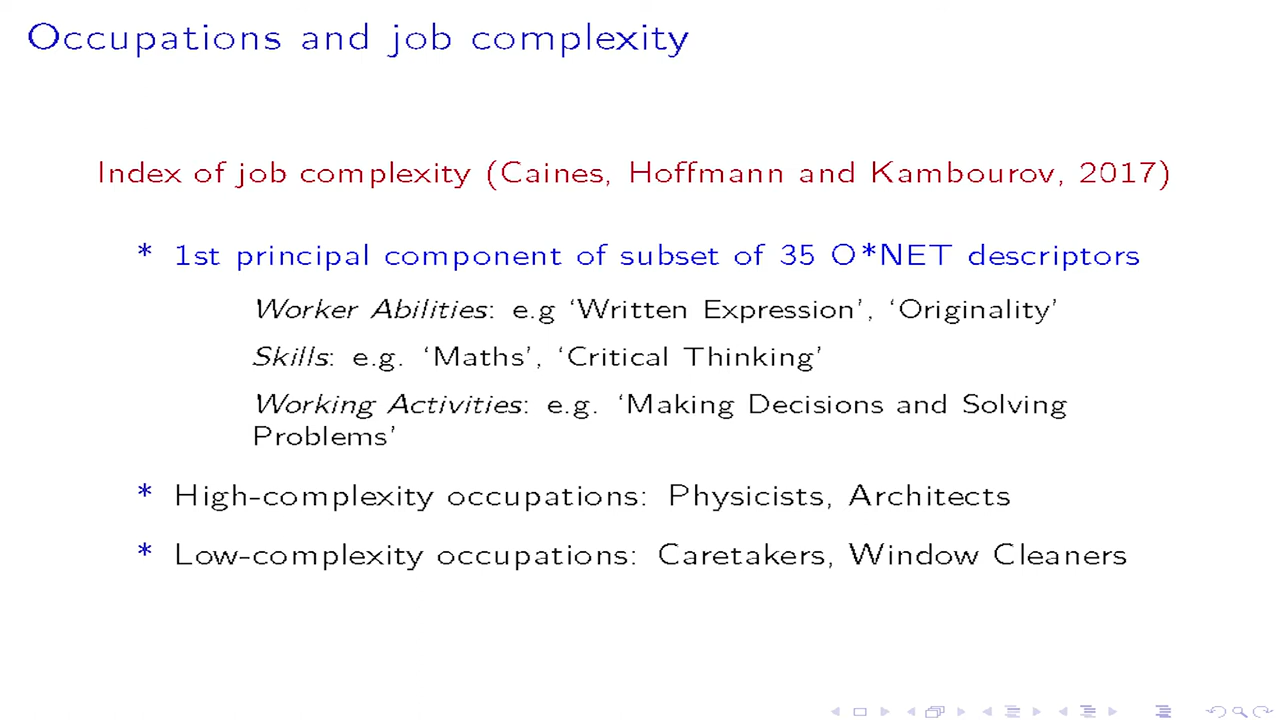 Occupations and job complexity
Index of job complexity (Caines, Hoffmann and Kambourov, 2017)
* 1st principal component of subset of 35 O*NET descriptors
Worker Abilities: e.g ‘Written Expression’, ‘Originality’
Skills: e.g. ‘Maths’, ‘Critical Thinking’
Working Activities: e.g. ‘Making Decisions and Solving
Problems’
* High-complexity occupations: Physicists, Architects
* Low-complexity occupations: Caretakers, Window Cleaners